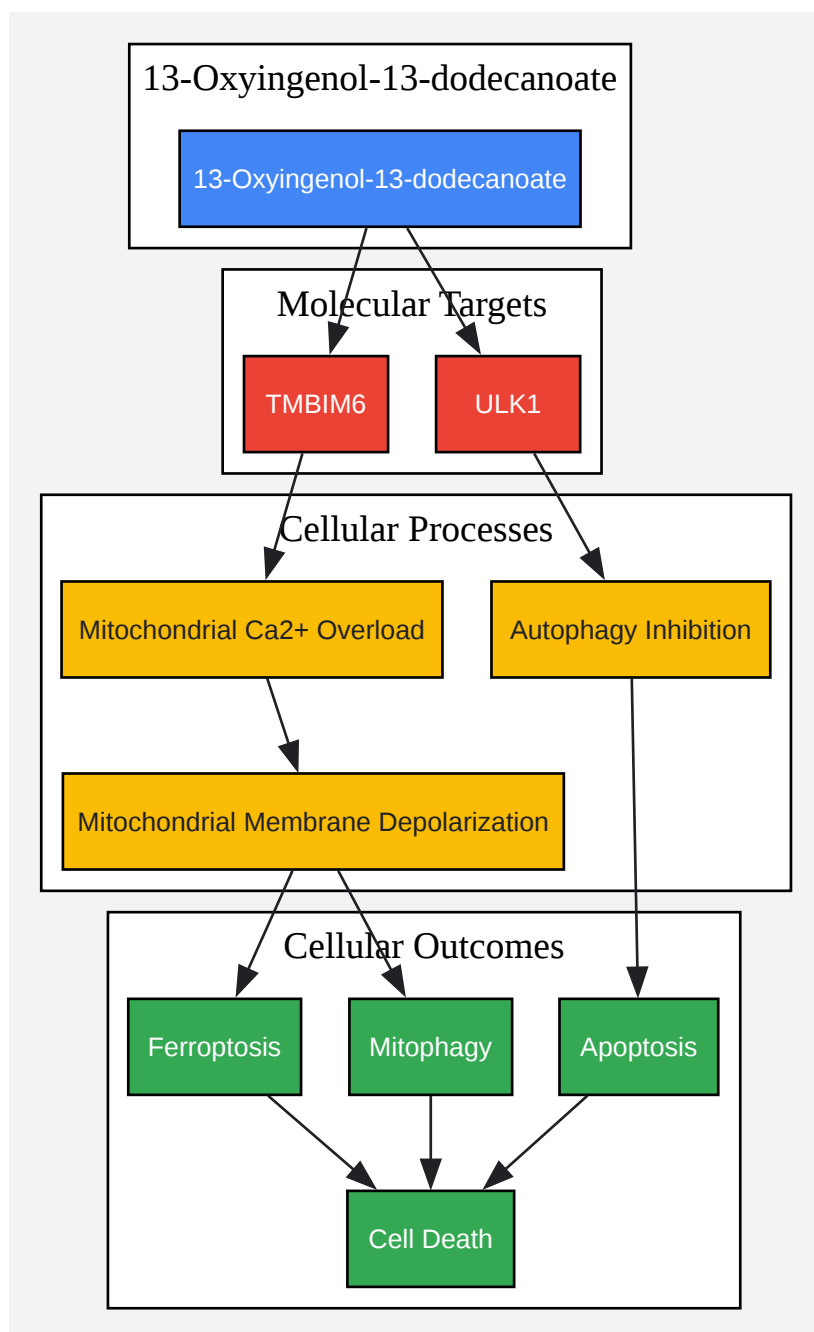 13-Oxyingenol-13-dodecanoate
13-Oxyingenol-13-dodecanoate
Molecular Targets
TMBIM6
ULK1
Cellular Processes
Mitochondrial Ca2+ Overload
Autophagy Inhibition
Mitochondrial Membrane Depolarization
Cellular Outcomes
Ferroptosis
Mitophagy
Apoptosis
Cell Death